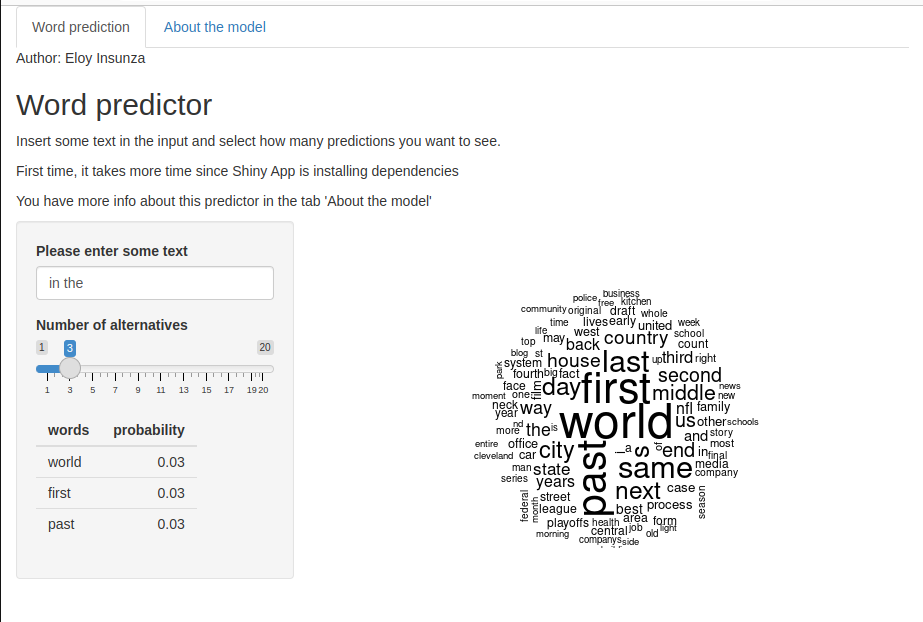 Word prediction About the model
Author: Eloy Insunza
Word predictor
Insert some text in the input and select how many predictions you want to see.
First time, it takes more time since Shiny App is installing dependencies
You have more info about this predictor in the tab 'About the model'
Please enter some text
in the
Number of alternatives
1 3 20
1 3 5 7 9 11 13 15 17 19 20
words probability
world 0.03
first 0.03
past 0.03
business
police free kitchen
community original draft whole
time lives early united week
life west country school
top may back count
blog st house last up third right
park system
fourth big fact second
face one film day first middle news
moment new
neck way world nfl family
year us other schools
more nd the is and story
entire office city past s of end in most
cleveland car _a final
man state same media
series years company
federal month street next case season
league best process
playoffs health area form
morning central job old light
companys side